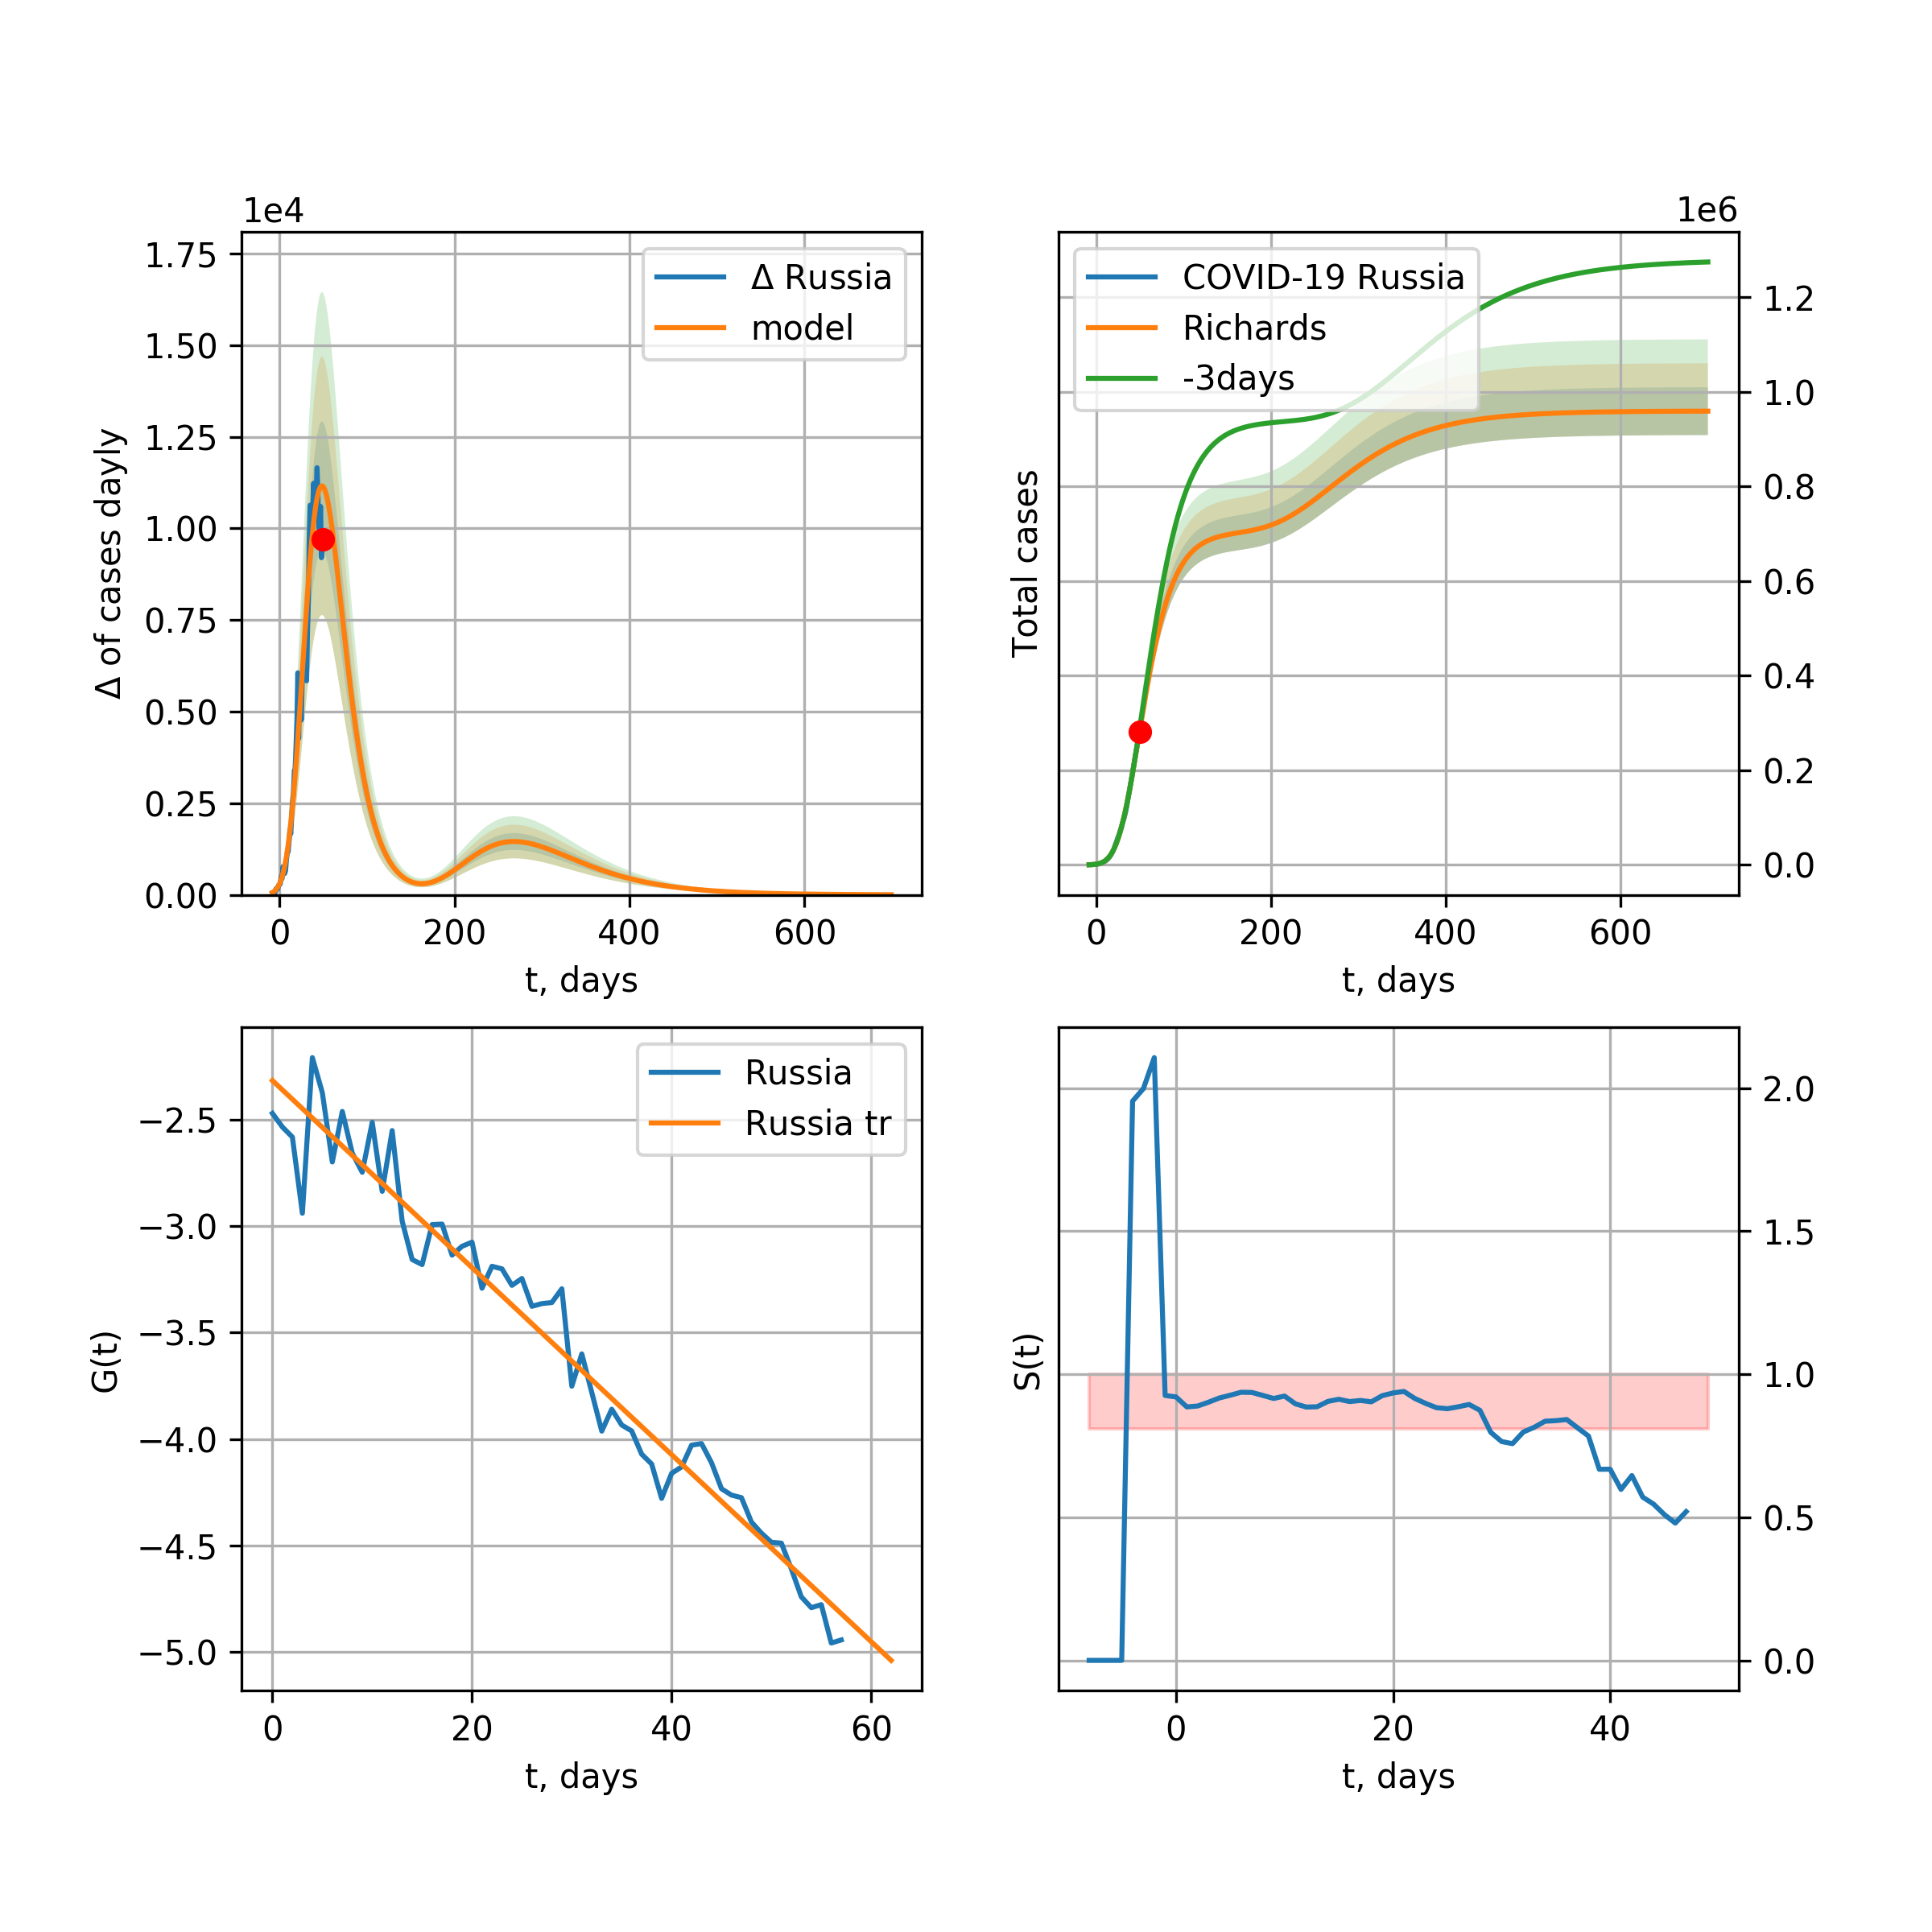 1e4
1.75
1.50
1.25
1.00
0.75
0.50
0.25
0.00
Δ of cases dayly
Δ Russia
model
0 200 400 600
t, days
1e6
COVID-19 Russia
Richards
-3days
Total cases
1.2
1.0
0.8
0.6
0.4
0.2
0.0
0 200 400 600
t, days
Russia
Russia tr
G(t)
−2.5
−3.0
−3.5
−4.0
−4.5
−5.0
0 20 40 60
t, days
S(t)
2.0
1.5
1.0
0.5
0.0
0 20 40
t, days